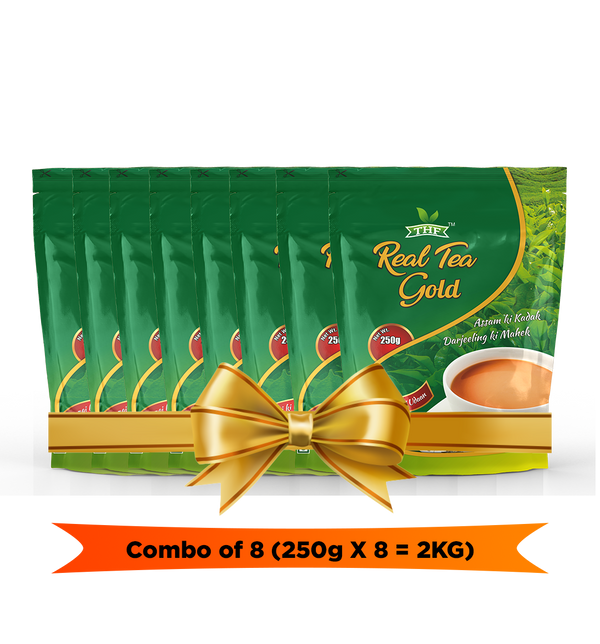 THF TM
Real Tea
Gold
Assam ki Kadak
Darjeeling ki Mahek
Net Wt.
250g
Combo of 8 (250g X 8 = 2KG)